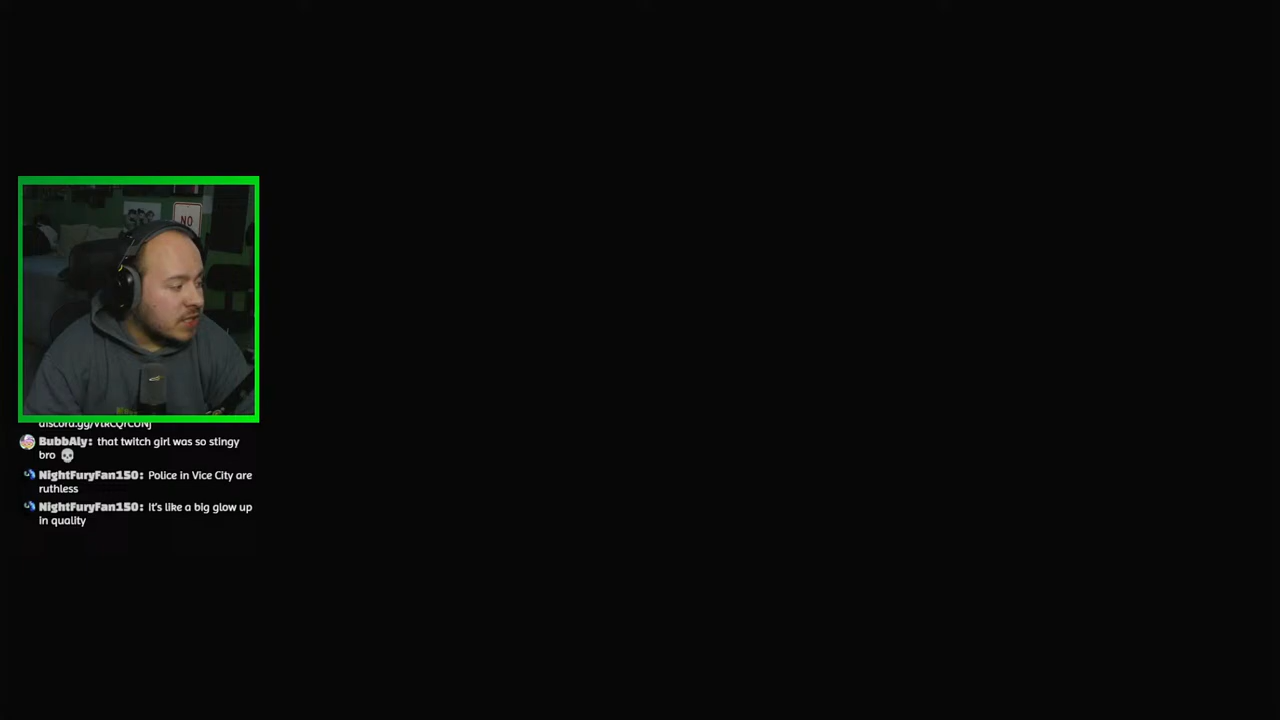 NO
BubbAly: that twitch girl was so stingy
bro 💀
NightFuryFan150: Police in Vice City are
ruthless
NightFuryFan150: It's like a big glow up
in quality